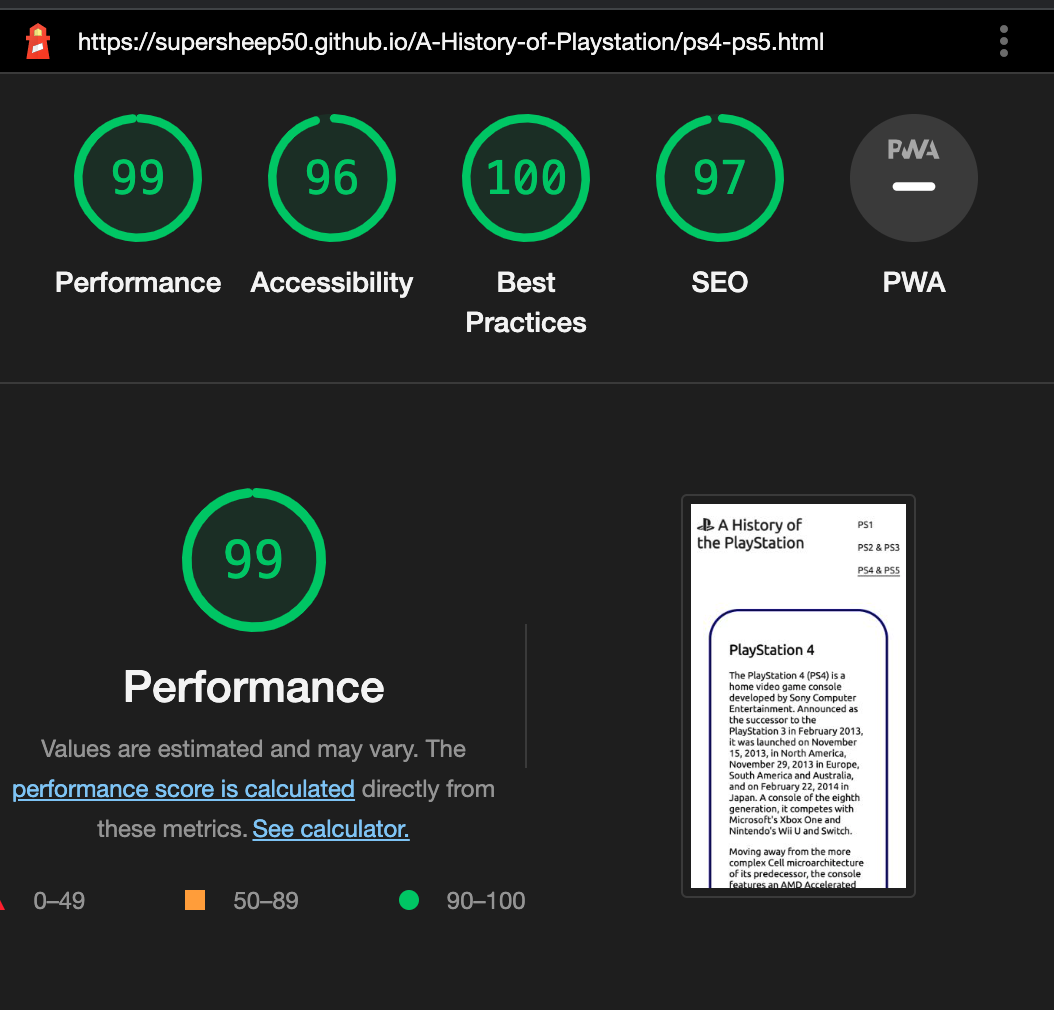 https://supersheep50.github.io/A-History-of-Playstation/ps4-ps5.html
99
96
100
97
PWA
Performance
Accessibility
Best
Practices
SEO
PWA
99
Performance
Values are estimated and may vary. The
performance score is calculated directly from
these metrics. See calculator.
0–49
50–89
90–100
A History of
the PlayStation
PS1
PS2 & PS3
PS4 & PS5
PlayStation 4
The PlayStation 4 (PS4) is a
home video game console
developed by Sony Computer
Entertainment. Announced as
the successor to the
PlayStation 3 in February 2013,
it was launched on November
15, 2013, in North America,
November 29, 2013 in Europe,
South America and Australia,
and on February 22, 2014 in
Japan. A console of the eighth
generation, it competes with
Microsoft's Xbox One and
Nintendo's Wii U and Switch.
Moving away from the more
complex Cell microarchitecture
of its predecessor, the console
features an AMD Accelerated